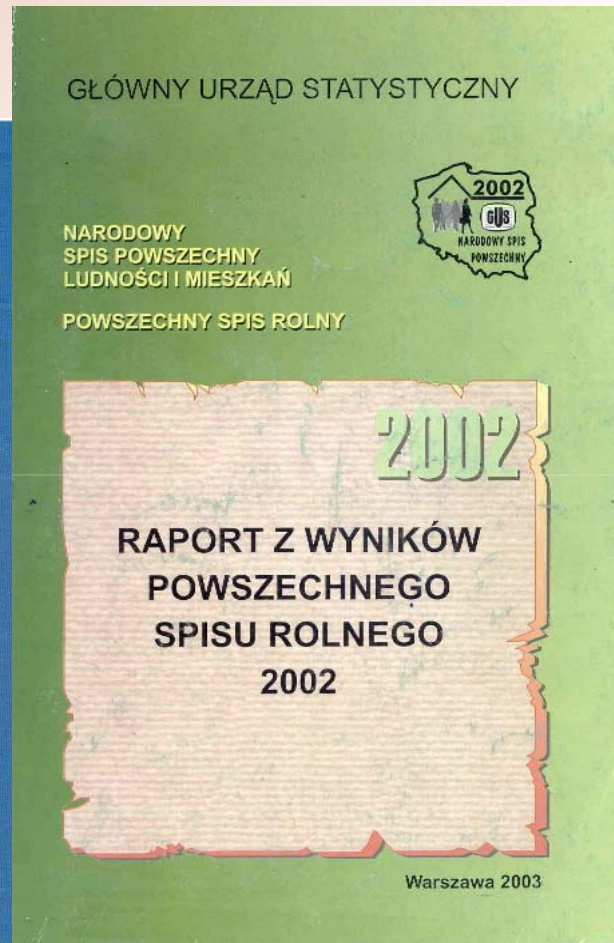 GŁÓWNY URZĄD STATYSTYCZNY
2002
GUS
NARODOWY SPIS
POWSZECHNY
NARODOWY
SPIS POWSZECHNY
LUDNOŚCI I MIESZKAŃ
POWSZECHNY SPIS ROLNY
2002
RAPORT Z WYNIKÓW
POWSZECHNEGO
SPISU ROLNEGO
2002
Warszawa 2003